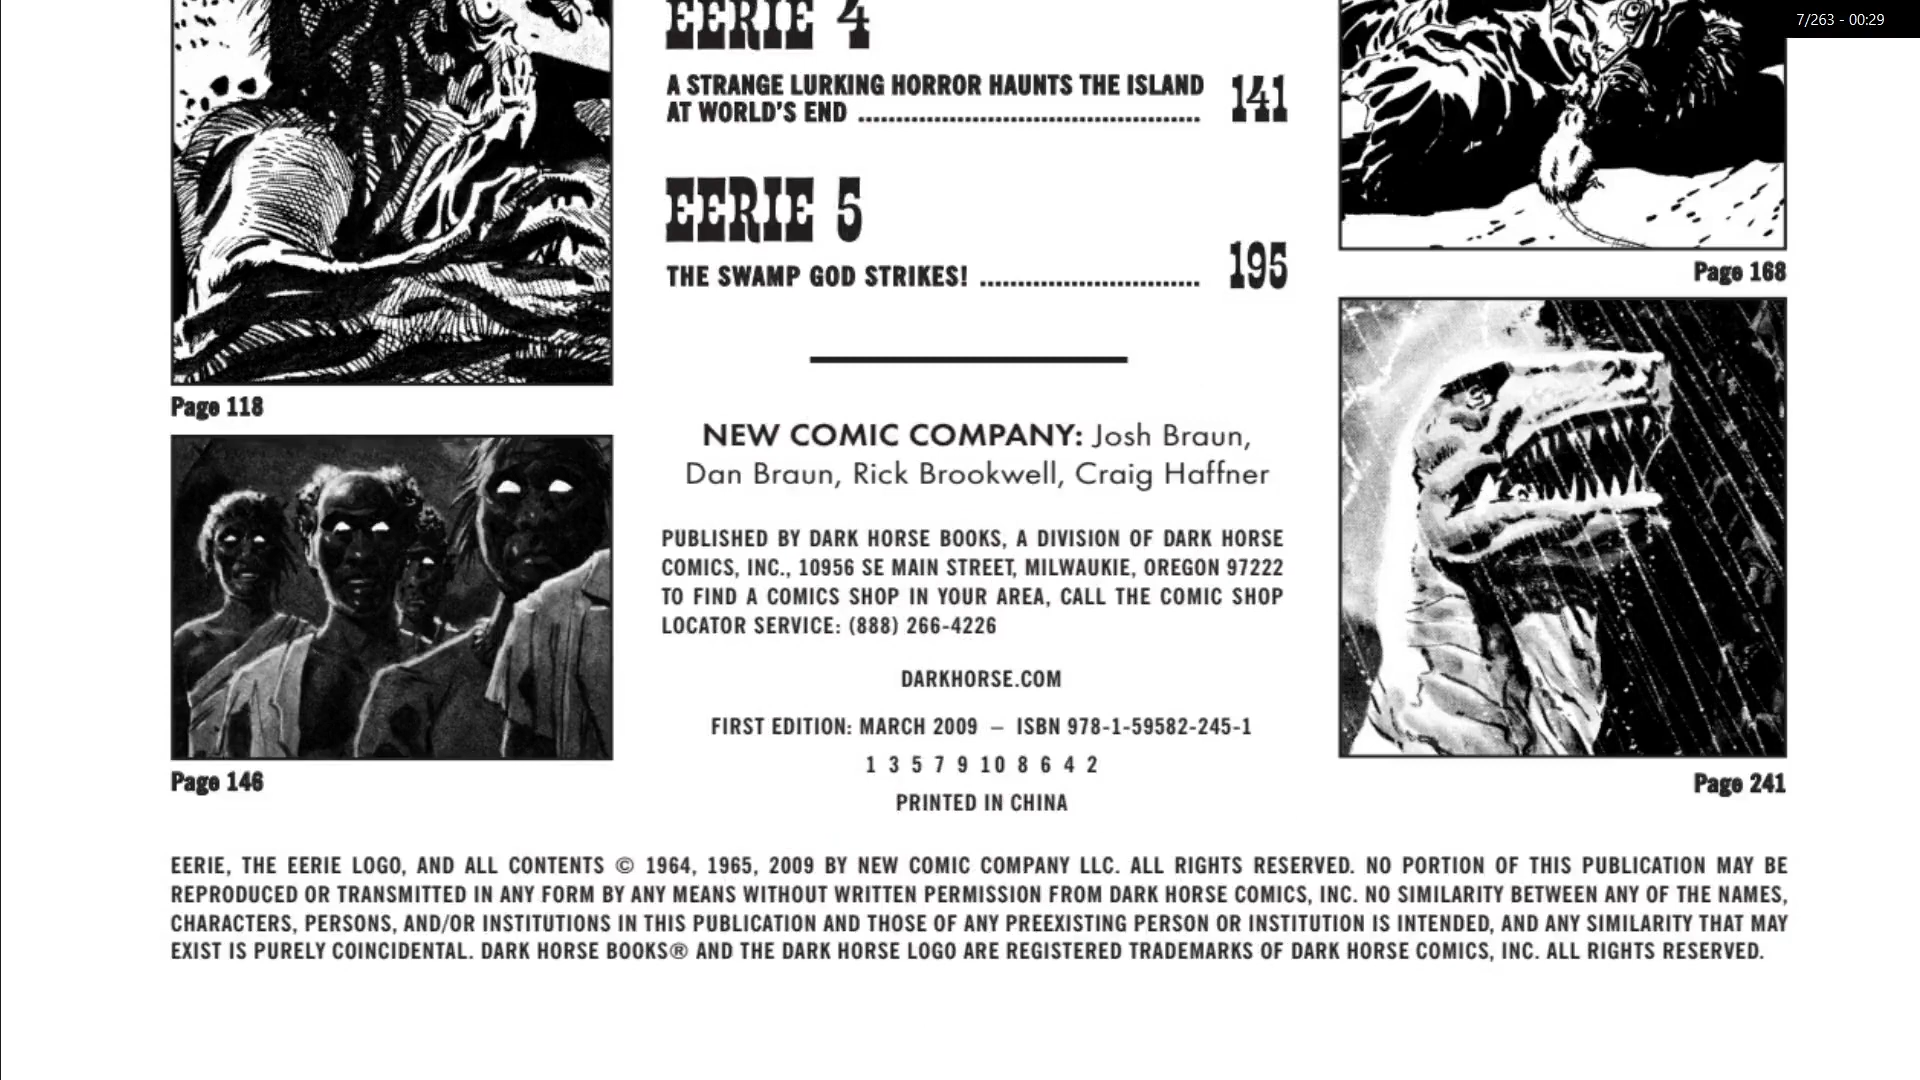 7/263 - 00:29
EERIE 4
A STRANGE LURKING HORROR HAUNTS THE ISLAND
AT WORLD'S END ............................................. 141
EERIE 5
THE SWAMP GOD STRIKES! ............................. 195
Page 118
Page 168
NEW COMIC COMPANY: Josh Braun,
Dan Braun, Rick Brookwell, Craig Haffner
PUBLISHED BY DARK HORSE BOOKS, A DIVISION OF DARK HORSE
COMICS, INC., 10956 SE MAIN STREET, MILWAUKIE, OREGON 97222
TO FIND A COMICS SHOP IN YOUR AREA, CALL THE COMIC SHOP
LOCATOR SERVICE: (888) 266-4226
DARKHORSE.COM
FIRST EDITION: MARCH 2009 – ISBN 978-1-59582-245-1
1 3 5 7 9 10 8 6 4 2
PRINTED IN CHINA
Page 146
Page 241
EERIE, THE EERIE LOGO, AND ALL CONTENTS © 1964, 1965, 2009 BY NEW COMIC COMPANY LLC. ALL RIGHTS RESERVED. NO PORTION OF THIS PUBLICATION MAY BE
REPRODUCED OR TRANSMITTED IN ANY FORM BY ANY MEANS WITHOUT WRITTEN PERMISSION FROM DARK HORSE COMICS, INC. NO SIMILARITY BETWEEN ANY OF THE NAMES,
CHARACTERS, PERSONS, AND/OR INSTITUTIONS IN THIS PUBLICATION AND THOSE OF ANY PREEXISTING PERSON OR INSTITUTION IS INTENDED, AND ANY SIMILARITY THAT MAY
EXIST IS PURELY COINCIDENTAL. DARK HORSE BOOKS® AND THE DARK HORSE LOGO ARE REGISTERED TRADEMARKS OF DARK HORSE COMICS, INC. ALL RIGHTS RESERVED.